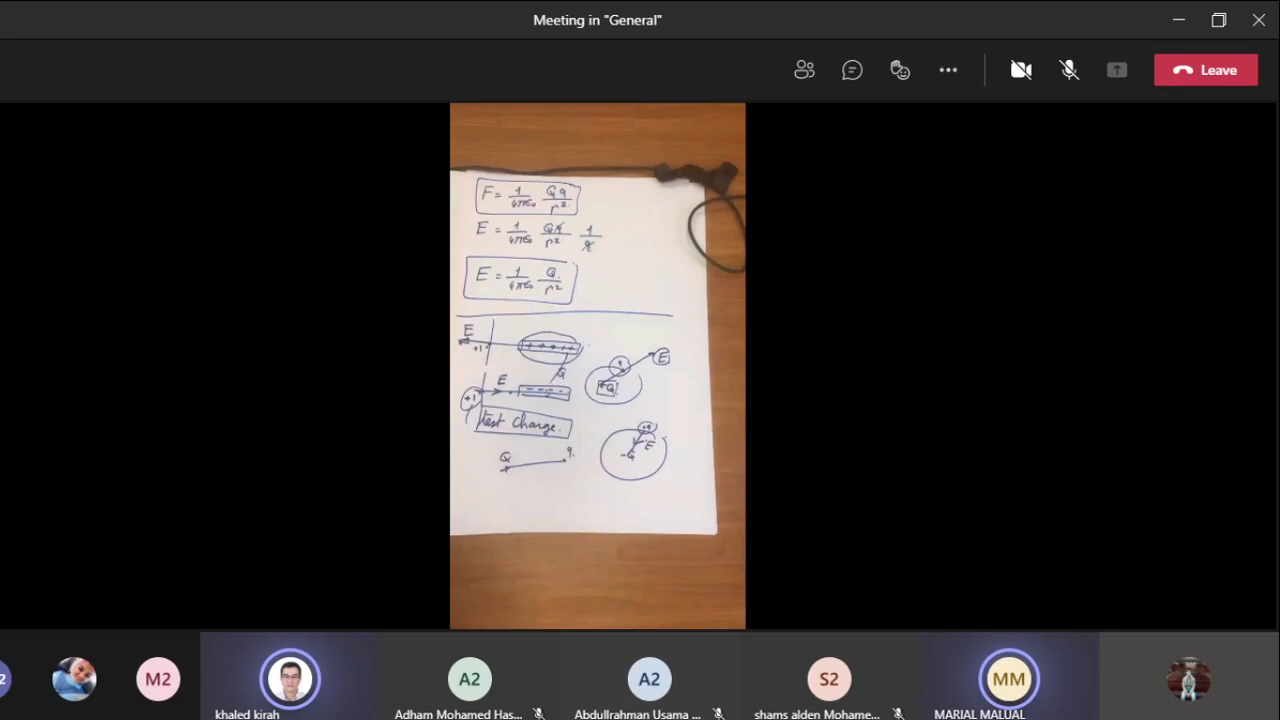 Meeting in "General"
Leave
F = 1/4πε₀ Qq/r²
E = 1/4πε₀ Qq/r² 1/q
E = 1/4πε₀ Q/r²
E
+1
+ + + + +
Q
q
E
Q
E
+1
- - - -
test charge.
+q
E
-Q
Q
+
q
2
M2
khaled kirah
A2
Adham Mohamed Has...
A2
Abdullrahman Usama ...
S2
shams alden Mohame...
MM
MARIAL MALUAL